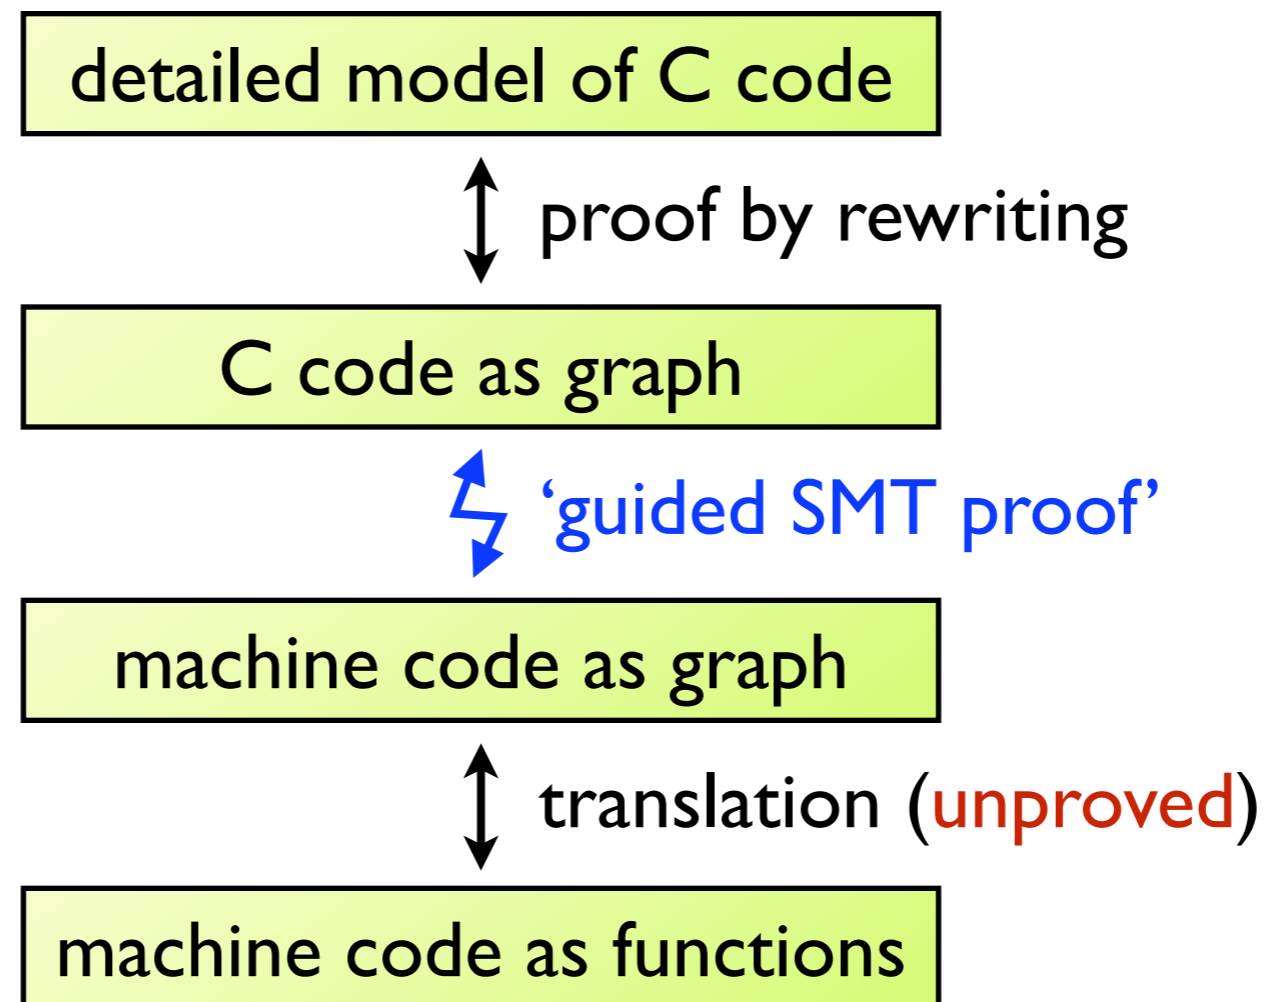 detailed model of C code
proof by rewriting
C code as graph
‘guided SMT proof’
machine code as graph
translation (unproved)
machine code as functions